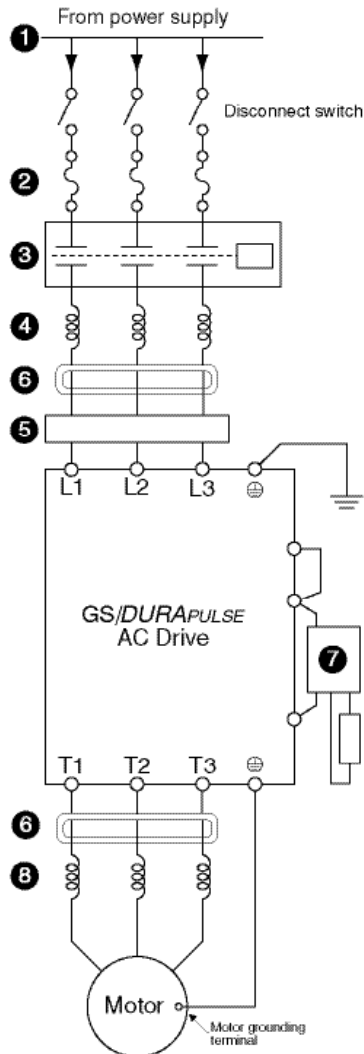 From power supply
1
Disconnect switch
2
3
4
6
5
L1 L2 L3
GS/DURAPULSE
AC Drive
7
T1 T2 T3
6
8
Motor
Motor grounding
terminal